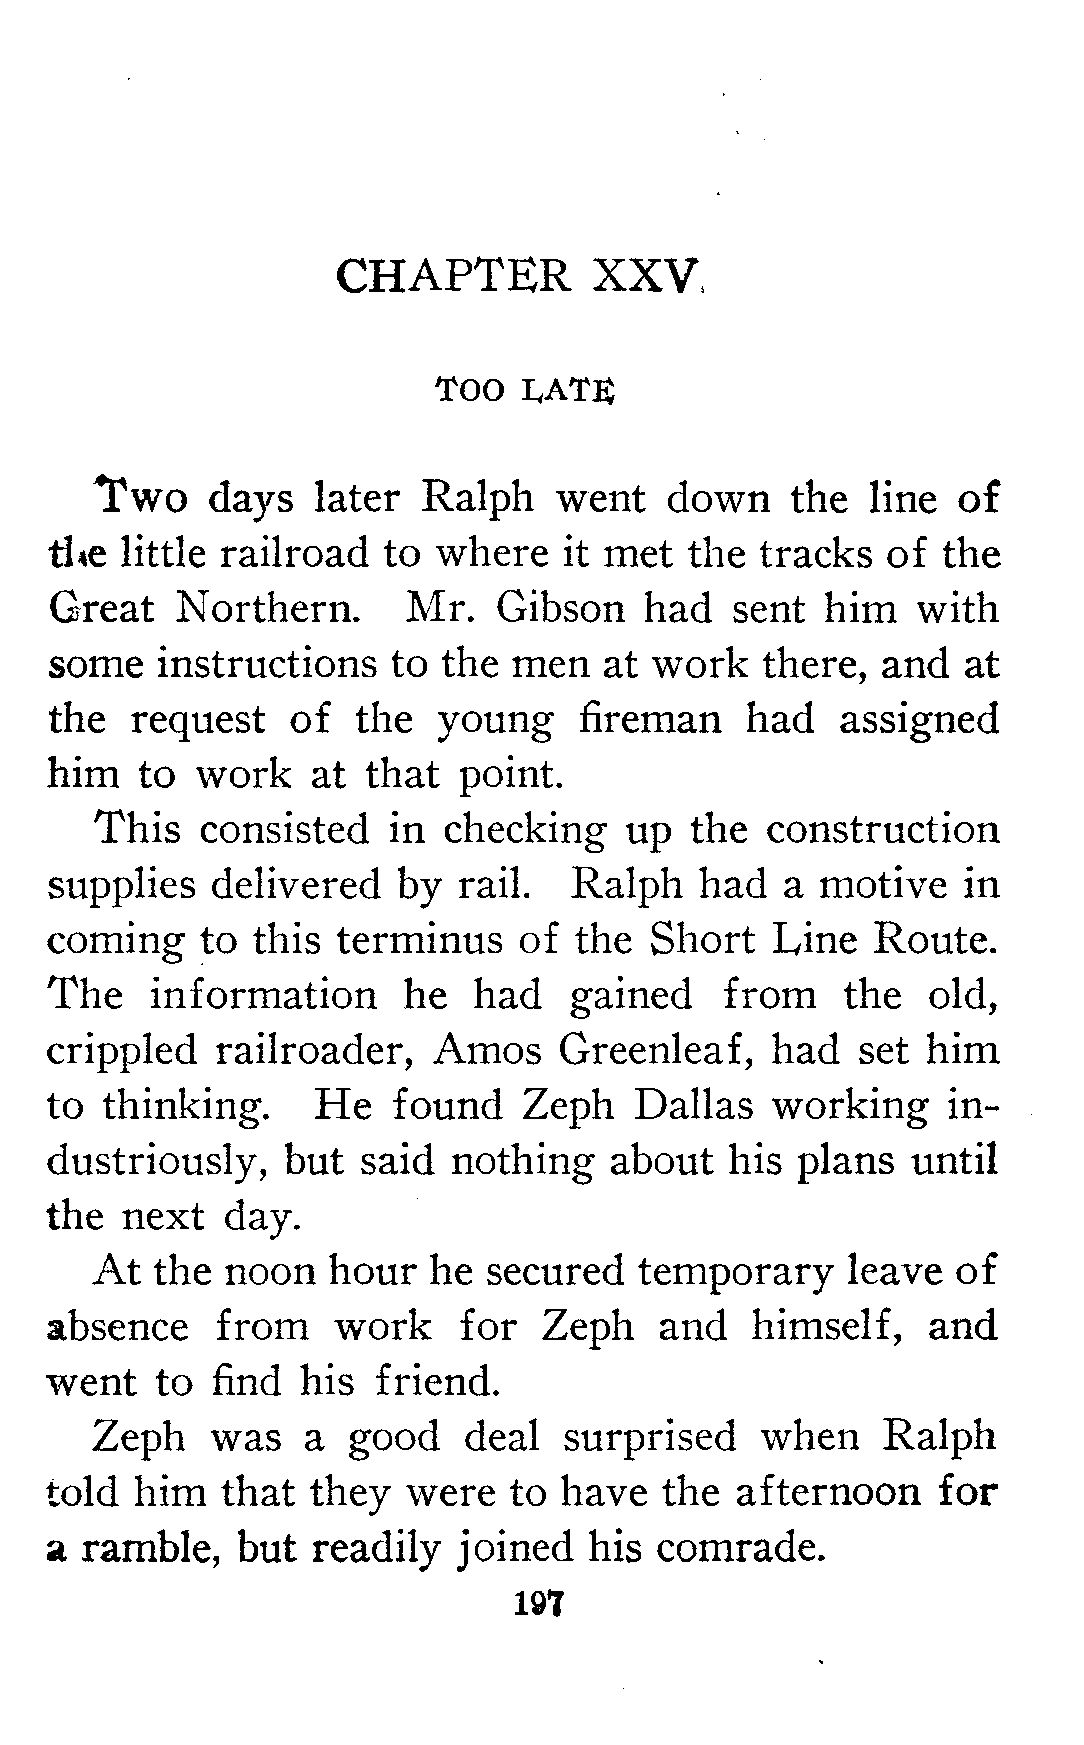 CHAPTER XXV.
TOO LATE
Two days later Ralph went down the line of
the little railroad to where it met the tracks of the
Great Northern. Mr. Gibson had sent him with
some instructions to the men at work there, and at
the request of the young fireman had assigned
him to work at that point.
This consisted in checking up the construction
supplies delivered by rail. Ralph had a motive in
coming to this terminus of the Short Line Route.
The information he had gained from the old,
crippled railroader, Amos Greenleaf, had set him
to thinking. He found Zeph Dallas working in-
dustriously, but said nothing about his plans until
the next day.
At the noon hour he secured temporary leave of
absence from work for Zeph and himself, and
went to find his friend.
Zeph was a good deal surprised when Ralph
told him that they were to have the afternoon for
a ramble, but readily joined his comrade.
197